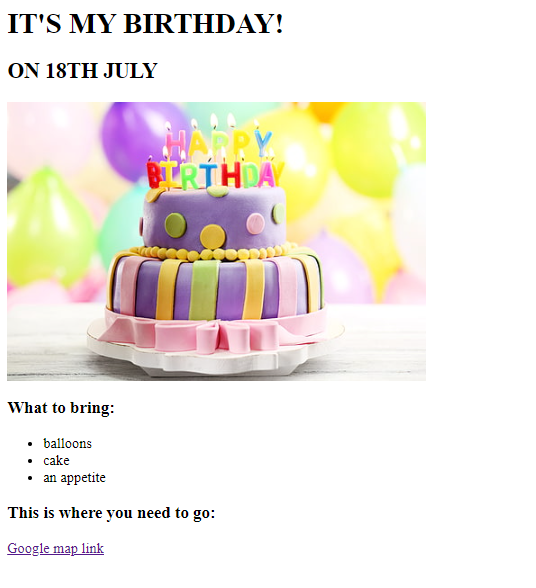 IT'S MY BIRTHDAY!
ON 18TH JULY
HAPPY
BIRTHDAY
What to bring:
balloons
cake
an appetite
This is where you need to go:
Google map link